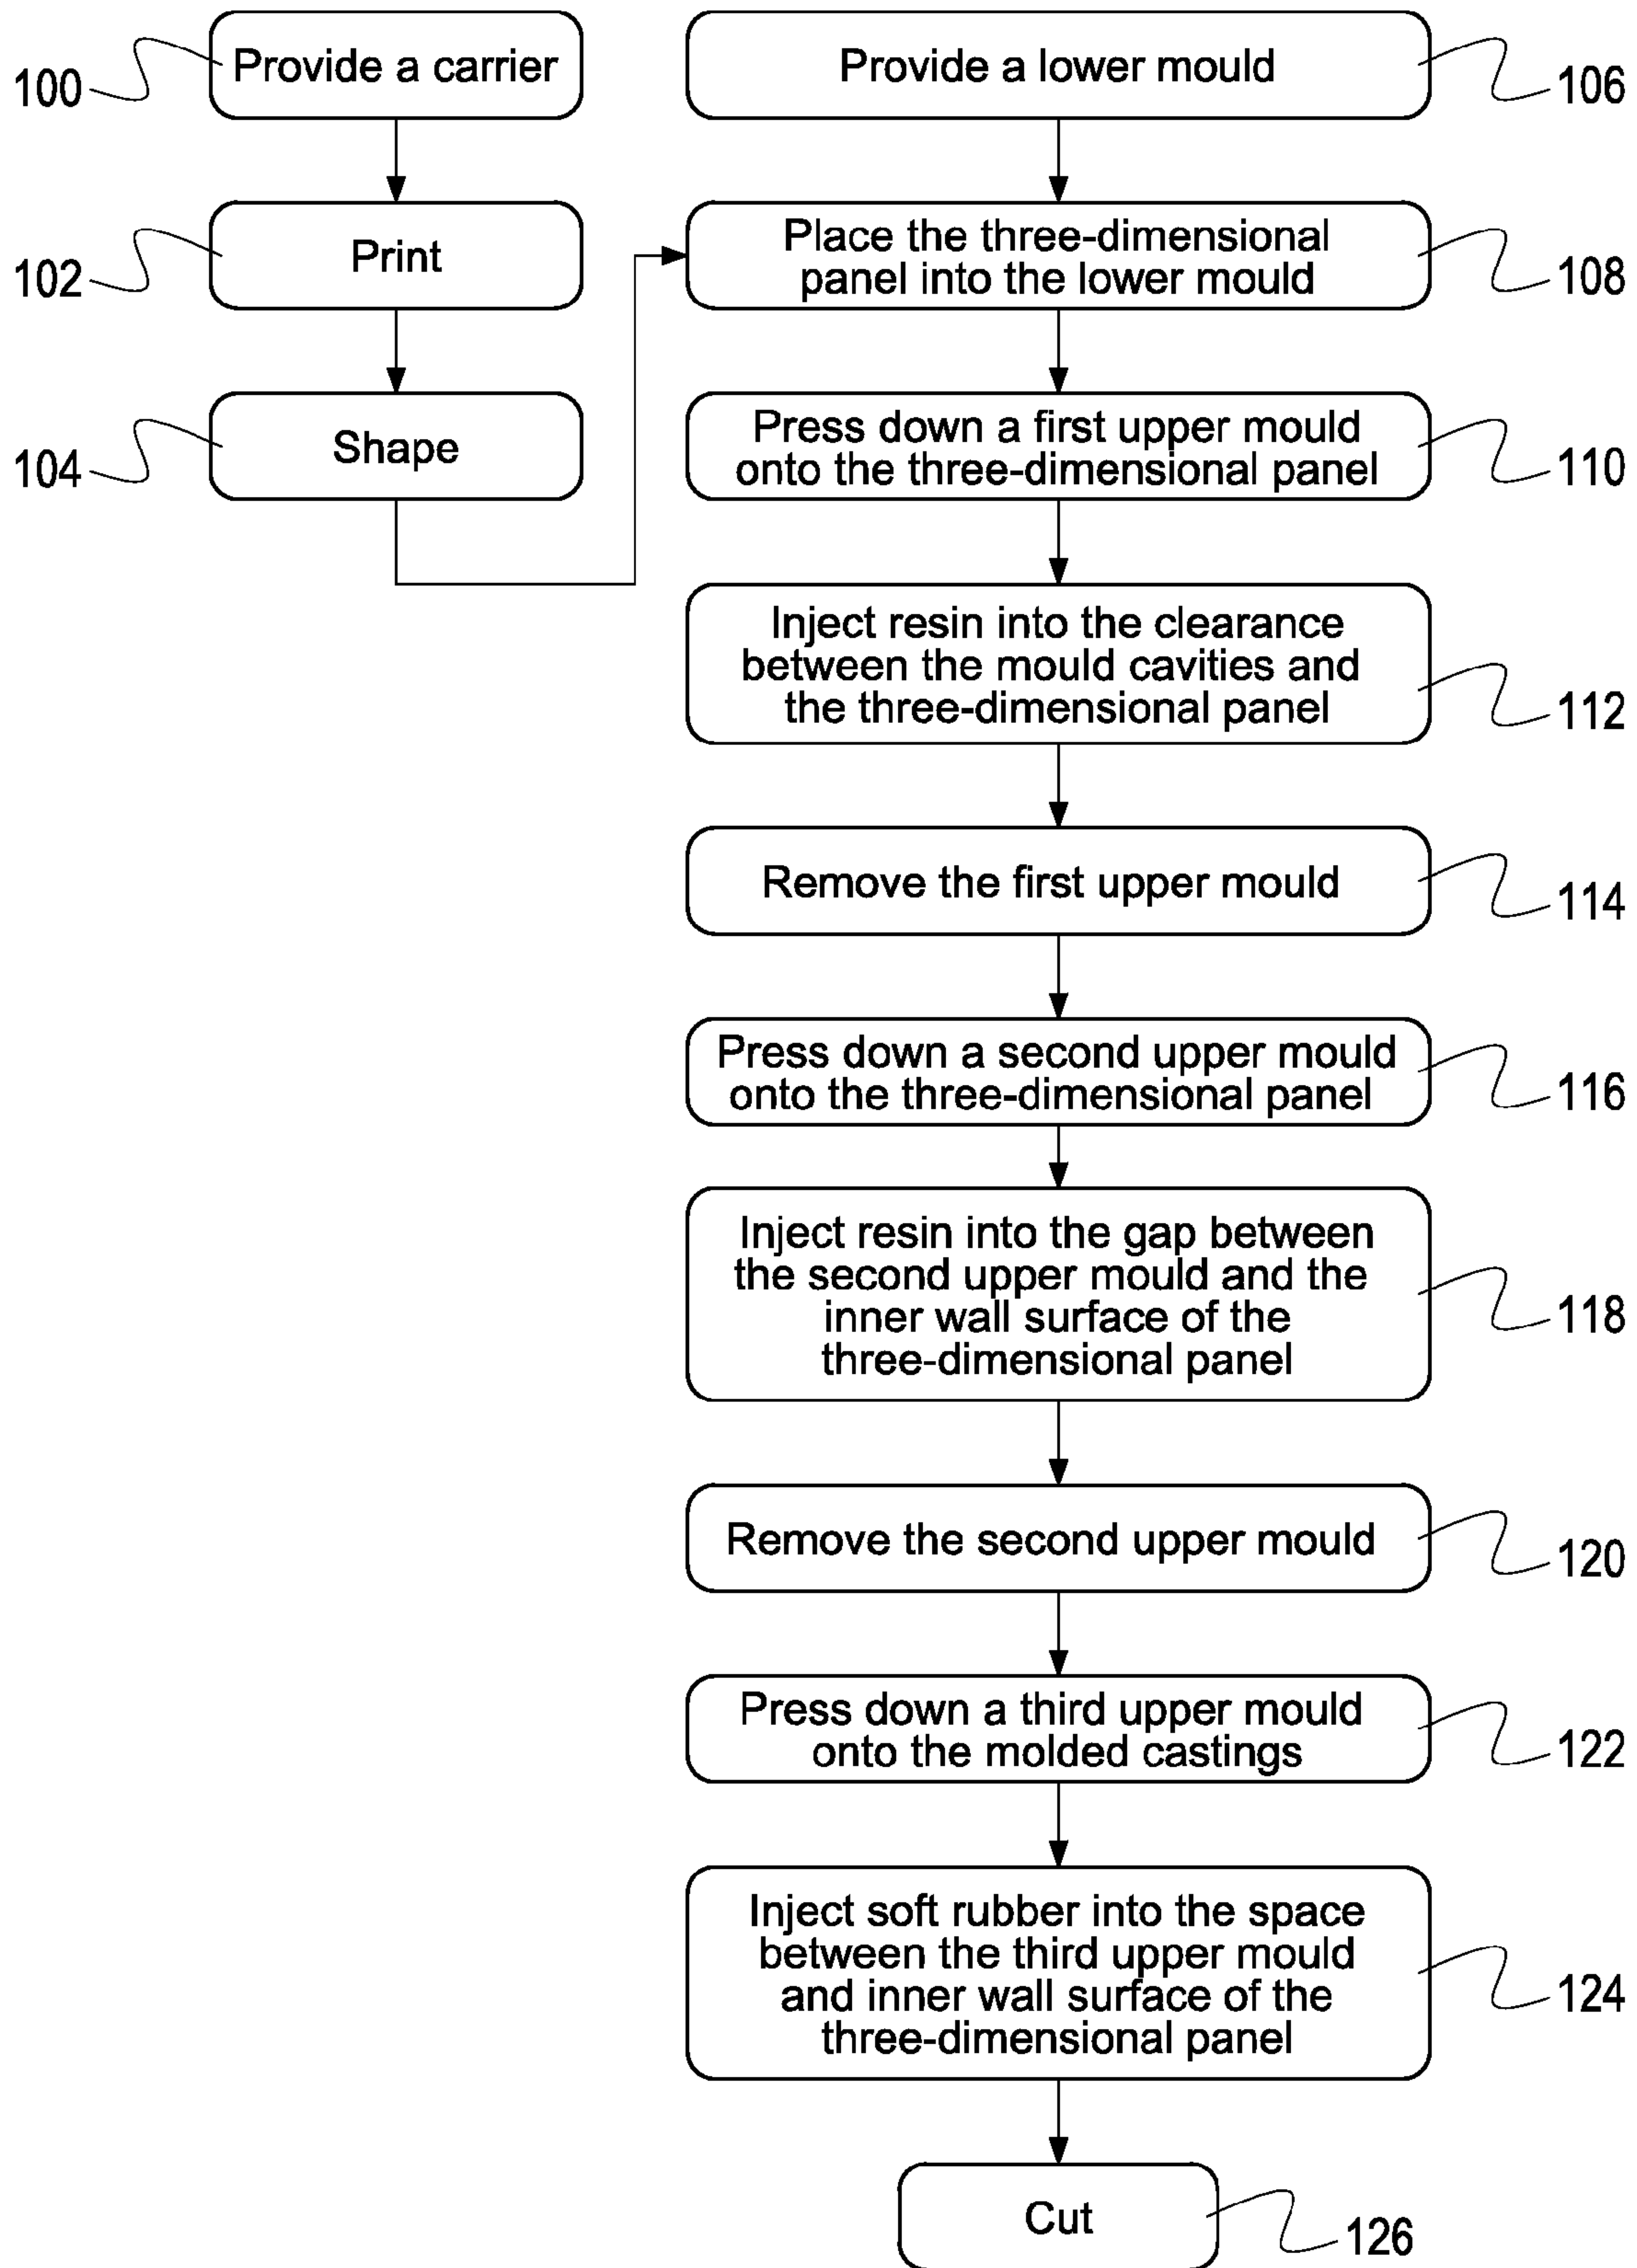 Provide a carrier
100
Print
102
Shape
104
Provide a lower mould
106
Place the three-dimensional
panel into the lower mould
108
Press down a first upper mould
onto the three-dimensional panel
110
Inject resin into the clearance
between the mould cavities and
the three-dimensional panel
112
Remove the first upper mould
114
Press down a second upper mould
onto the three-dimensional panel
116
Inject resin into the gap between
the second upper mould and the
inner wall surface of the
three-dimensional panel
118
Remove the second upper mould
120
Press down a third upper mould
onto the molded castings
122
Inject soft rubber into the space
between the third upper mould
and inner wall surface of the
three-dimensional panel
124
Cut
126